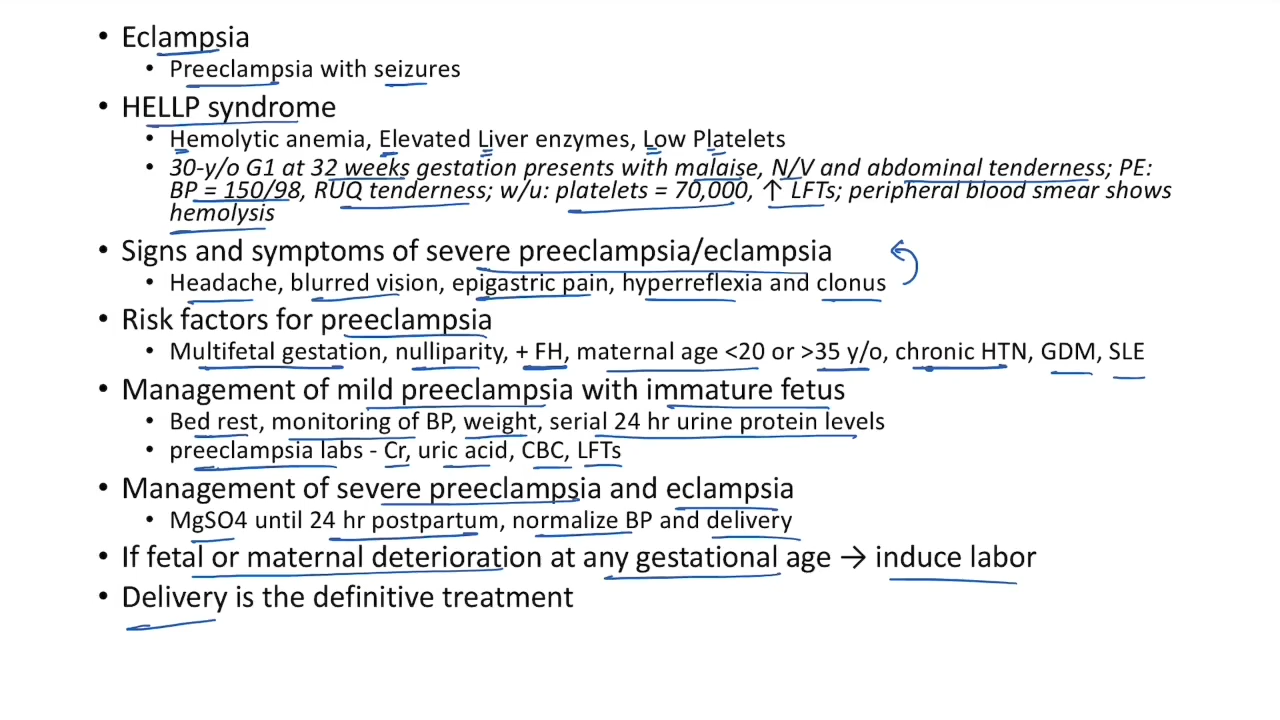 • Eclampsia
• Preeclampsia with seizures
• HELLP syndrome
• Hemolytic anemia, Elevated Liver enzymes, Low Platelets
• 30-y/o G1 at 32 weeks gestation presents with malaise, N/V and abdominal tenderness; PE:
BP = 150/98, RUQ tenderness; w/u: platelets = 70,000, ↑ LFTs; peripheral blood smear shows
hemolysis
• Signs and symptoms of severe preeclampsia/eclampsia
• Headache, blurred vision, epigastric pain, hyperreflexia and clonus
• Risk factors for preeclampsia
• Multifetal gestation, nulliparity, + FH, maternal age <20 or >35 y/o, chronic HTN, GDM, SLE
• Management of mild preeclampsia with immature fetus
• Bed rest, monitoring of BP, weight, serial 24 hr urine protein levels
• preeclampsia labs - Cr, uric acid, CBC, LFTs
• Management of severe preeclampsia and eclampsia
• MgSO4 until 24 hr postpartum, normalize BP and delivery
• If fetal or maternal deterioration at any gestational age → induce labor
• Delivery is the definitive treatment